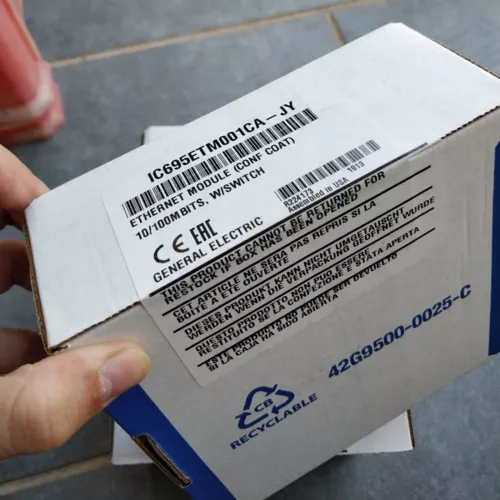 IC695ETM001CA-JY
ETHERNET MODULE (CONF COAT)
10/100MBITS, W/SWITCH
R224173
Assembled in USA 1013
CE EAC
GENERAL ELECTRIC
THIS PRODUCT CANNOT BE RETURNED FOR
RESTOCK IF BOX HAS BEEN OPENED
CET ARTICLE NE SERA PAS REPRIS SI LA
BOITE A ETE OUVERTE
DIESES PRODUKT KANN NICHT UMGETAUSCHT
WERDEN WENN DIE VERPACKUNG GEÖFFNET WURDE
QUESTO PRODOTTO NON PUO ESSERE
RESTITUITO SE LA CONFEZIONE E STATA APERTA
ESTE PRODUCTO NO PUEDE SER DEVUELTO
SI LA CAJA HA SIDO ABIERTA
42G9500-0025-C
CB
RECYCLABLE